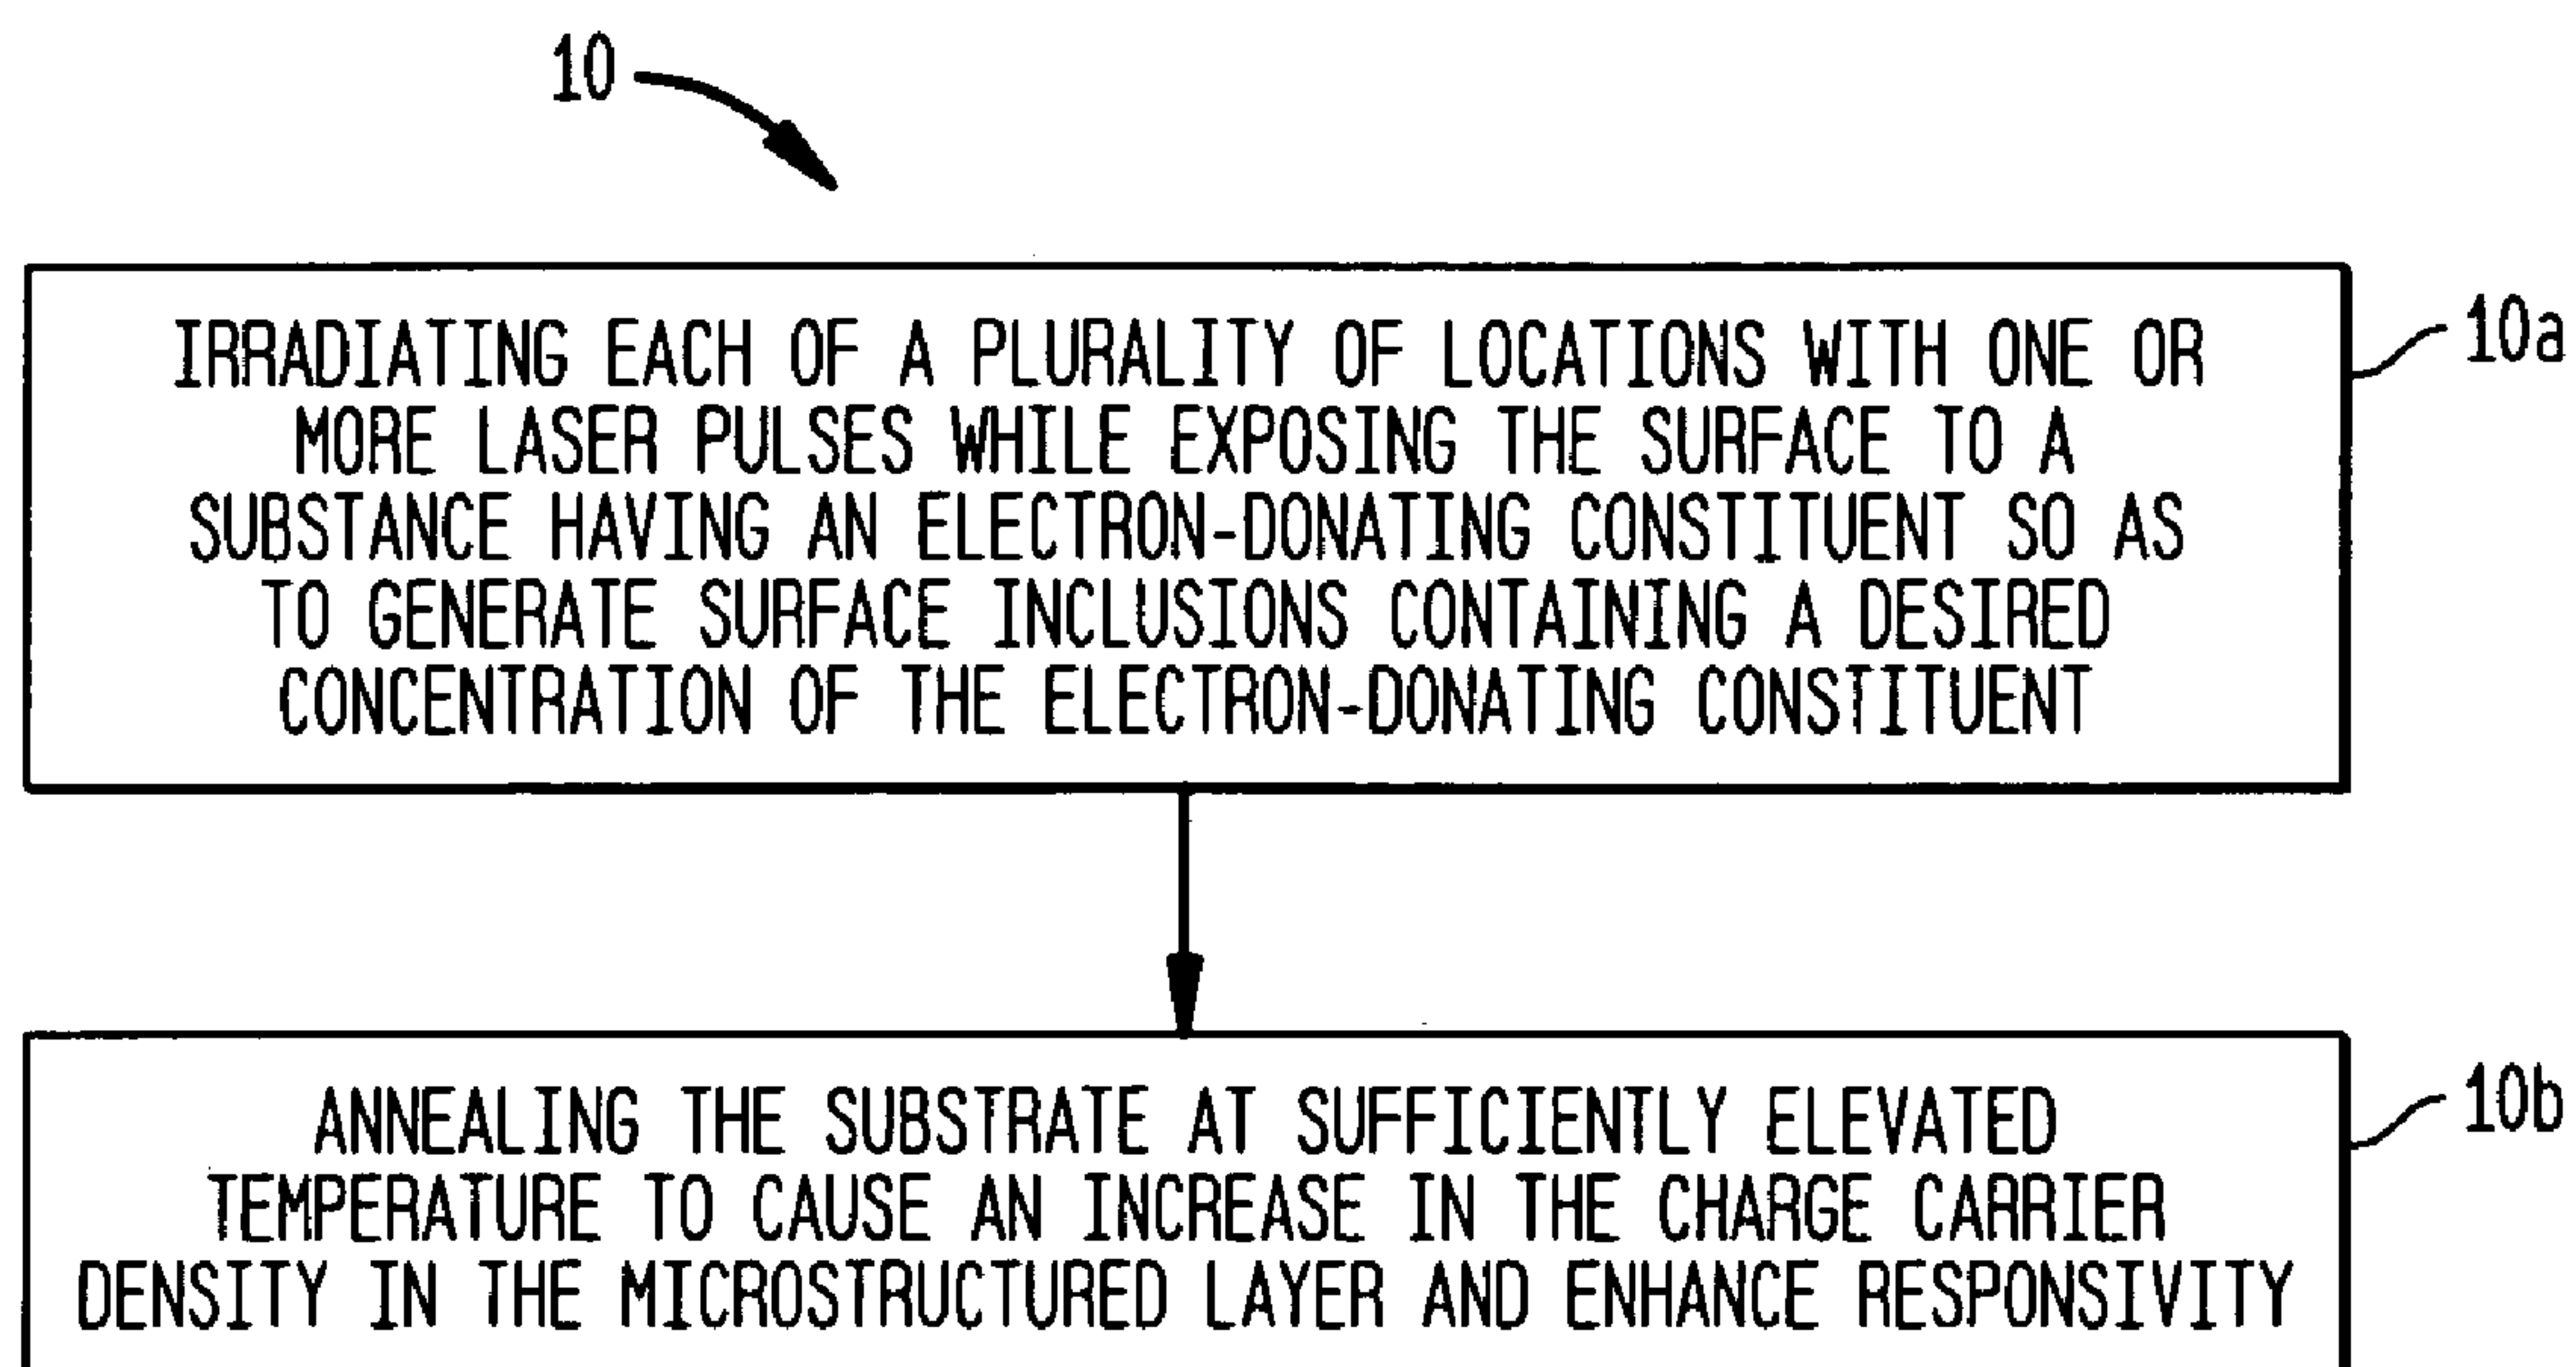 10
IRRADIATING EACH OF A PLURALITY OF LOCATIONS WITH ONE OR
MORE LASER PULSES WHILE EXPOSING THE SURFACE TO A
SUBSTANCE HAVING AN ELECTRON-DONATING CONSTITUENT SO AS
TO GENERATE SURFACE INCLUSIONS CONTAINING A DESIRED
CONCENTRATION OF THE ELECTRON-DONATING CONSTITUENT
10a
ANNEALING THE SUBSTRATE AT SUFFICIENTLY ELEVATED
TEMPERATURE TO CAUSE AN INCREASE IN THE CHARGE CARRIER
DENSITY IN THE MICROSTRUCTURED LAYER AND ENHANCE RESPONSIVITY
10b